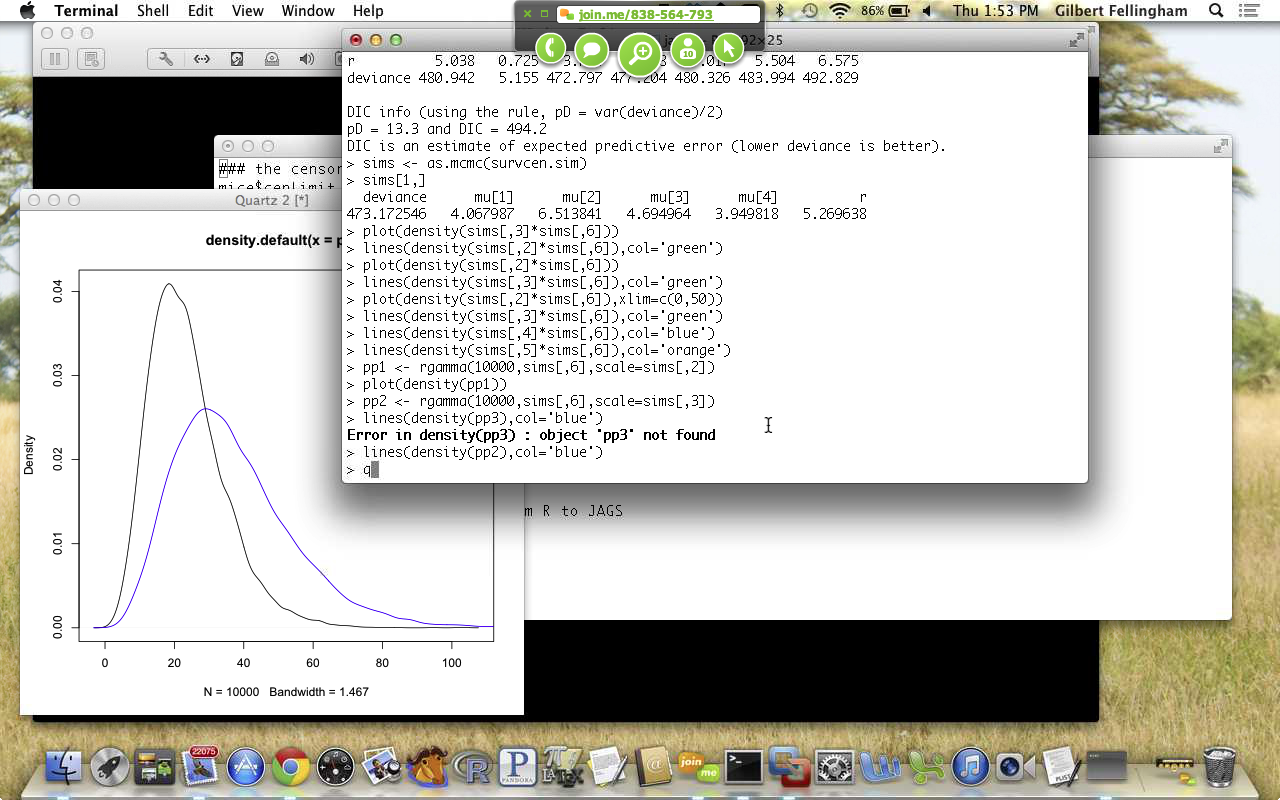 Terminal Shell Edit View Window Help
86% Thu 1:53 PM Gilbert Fellingham
join.me/838-564-793
10
92×25
r 5.038 0.725 5.504 6.575
deviance 480.942 5.155 472.797 477.204 480.326 483.994 492.829
DIC info (using the rule, pD = var(deviance)/2)
pD = 13.3 and DIC = 494.2
DIC is an estimate of expected predictive error (lower deviance is better).
> sims <- as.mcmc(survcen.sim)
> sims[1,]
deviance mu[1] mu[2] mu[3] mu[4] r
473.172546 4.067987 6.513841 4.694964 3.949818 5.269638
> plot(density(sims[,3]*sims[,6]))
> lines(density(sims[,2]*sims[,6]),col='green')
> plot(density(sims[,2]*sims[,6]))
> lines(density(sims[,3]*sims[,6]),col='green')
> plot(density(sims[,2]*sims[,6]),xlim=c(0,50))
> lines(density(sims[,3]*sims[,6]),col='green')
> lines(density(sims[,4]*sims[,6]),col='blue')
> lines(density(sims[,5]*sims[,6]),col='orange')
> pp1 <- rgamma(10000,sims[,6],scale=sims[,2])
> plot(density(pp1))
> pp2 <- rgamma(10000,sims[,6],scale=sims[,3])
> lines(density(pp3),col='blue')
Error in density(pp3) : object 'pp3' not found
> lines(density(pp2),col='blue')
> q
### the censor
mice$cenlimit
m R to JAGS
Quartz 2 [*]
density.default(x = p
Density
0.04
0.03
0.02
0.01
0.00
0 20 40 60 80 100
N = 10000 Bandwidth = 1.467
22075
PANDORA
LATEX
join me
PLIST